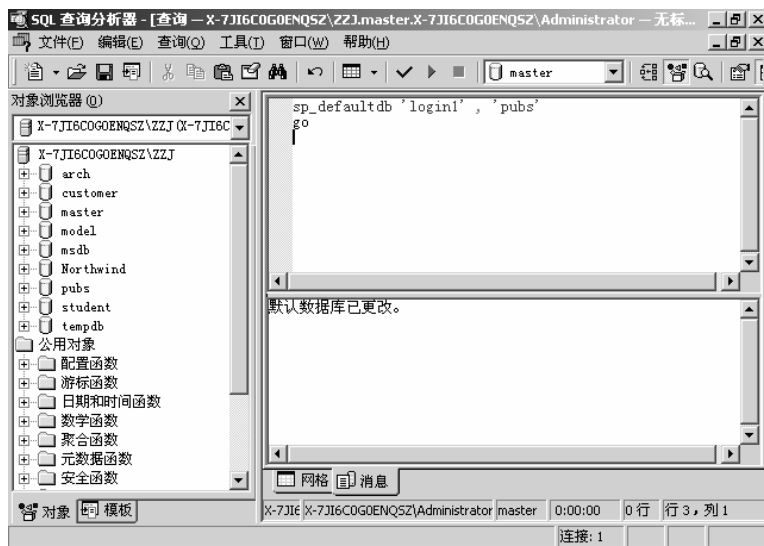 SQL 查询分析器 - [查询 — X-7JI6C0G0ENQSZ\ZZJ.master.X-7JI6C0G0ENQSZ\Administrator — 无标...
文件(F) 编辑(E) 查询(Q) 工具(T) 窗口(W) 帮助(H)
master
对象浏览器(O)
X-7JI6C0G0ENQSZ\ZZJ (X-7JI6C
X-7JI6C0G0ENQSZ\ZZJ
arch
customer
master
model
msdb
Northwind
pubs
student
tempdb
公用对象
配置函数
游标函数
日期和时间函数
数学函数
聚合函数
元数据函数
安全函数
对象 模板
sp_defaultdb 'login1' , 'pubs'
go
默认数据库已更改。
网格 消息
X-7JI6 X-7JI6C0G0ENQSZ\Administrator master 0:00:00 0 行 行 3，列 1
连接: 1